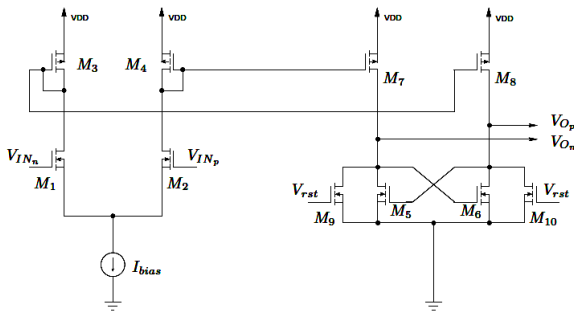 VDD
VDD
VDD
VDD
M3
M4
M7
M8
VOp
VOn
VINn
VINp
M1
M2
Vrst
M9
M5
M6
M10
Vrst
Ibias